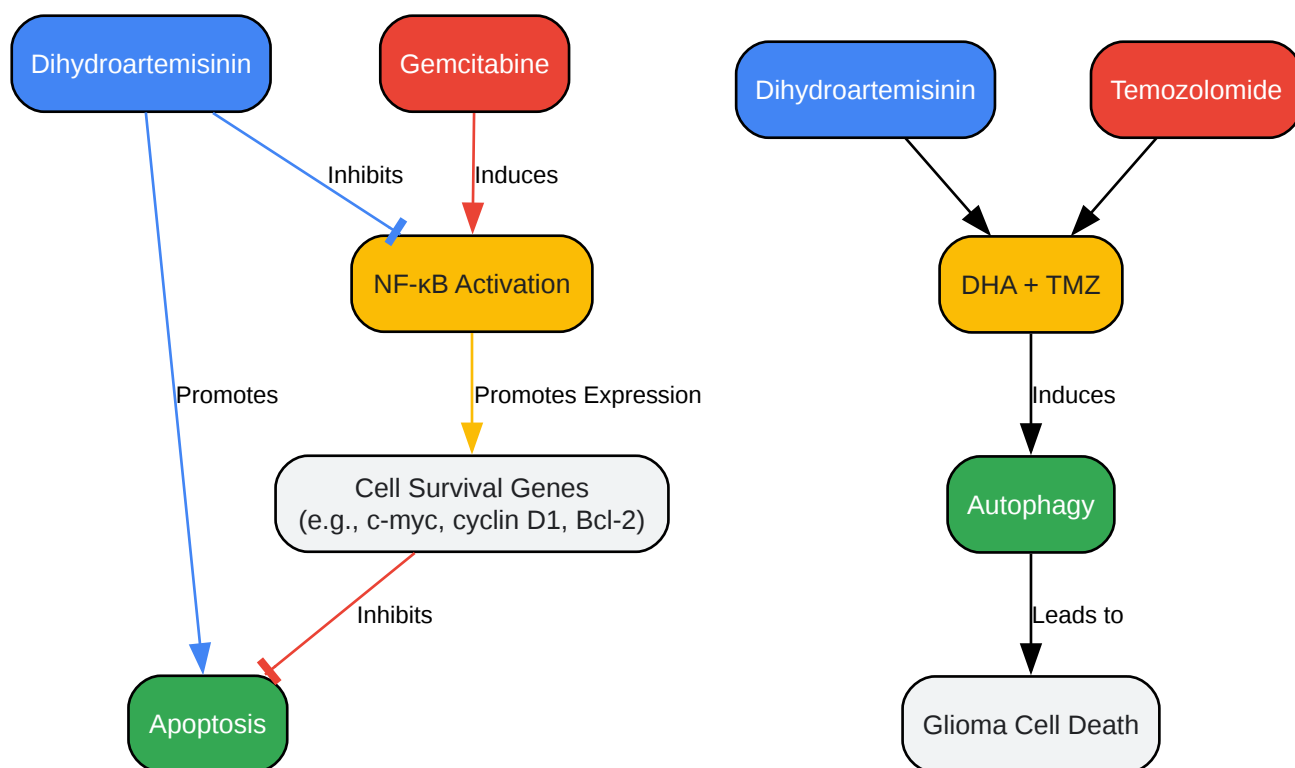 Dihydroartemisinin
Gemcitabine
Inhibits
Induces
NF-κB Activation
Promotes
Promotes Expression
Cell Survival Genes
(e.g., c-myc, cyclin D1, Bcl-2)
Inhibits
Apoptosis
Dihydroartemisinin
Temozolomide
DHA + TMZ
Induces
Autophagy
Leads to
Glioma Cell Death